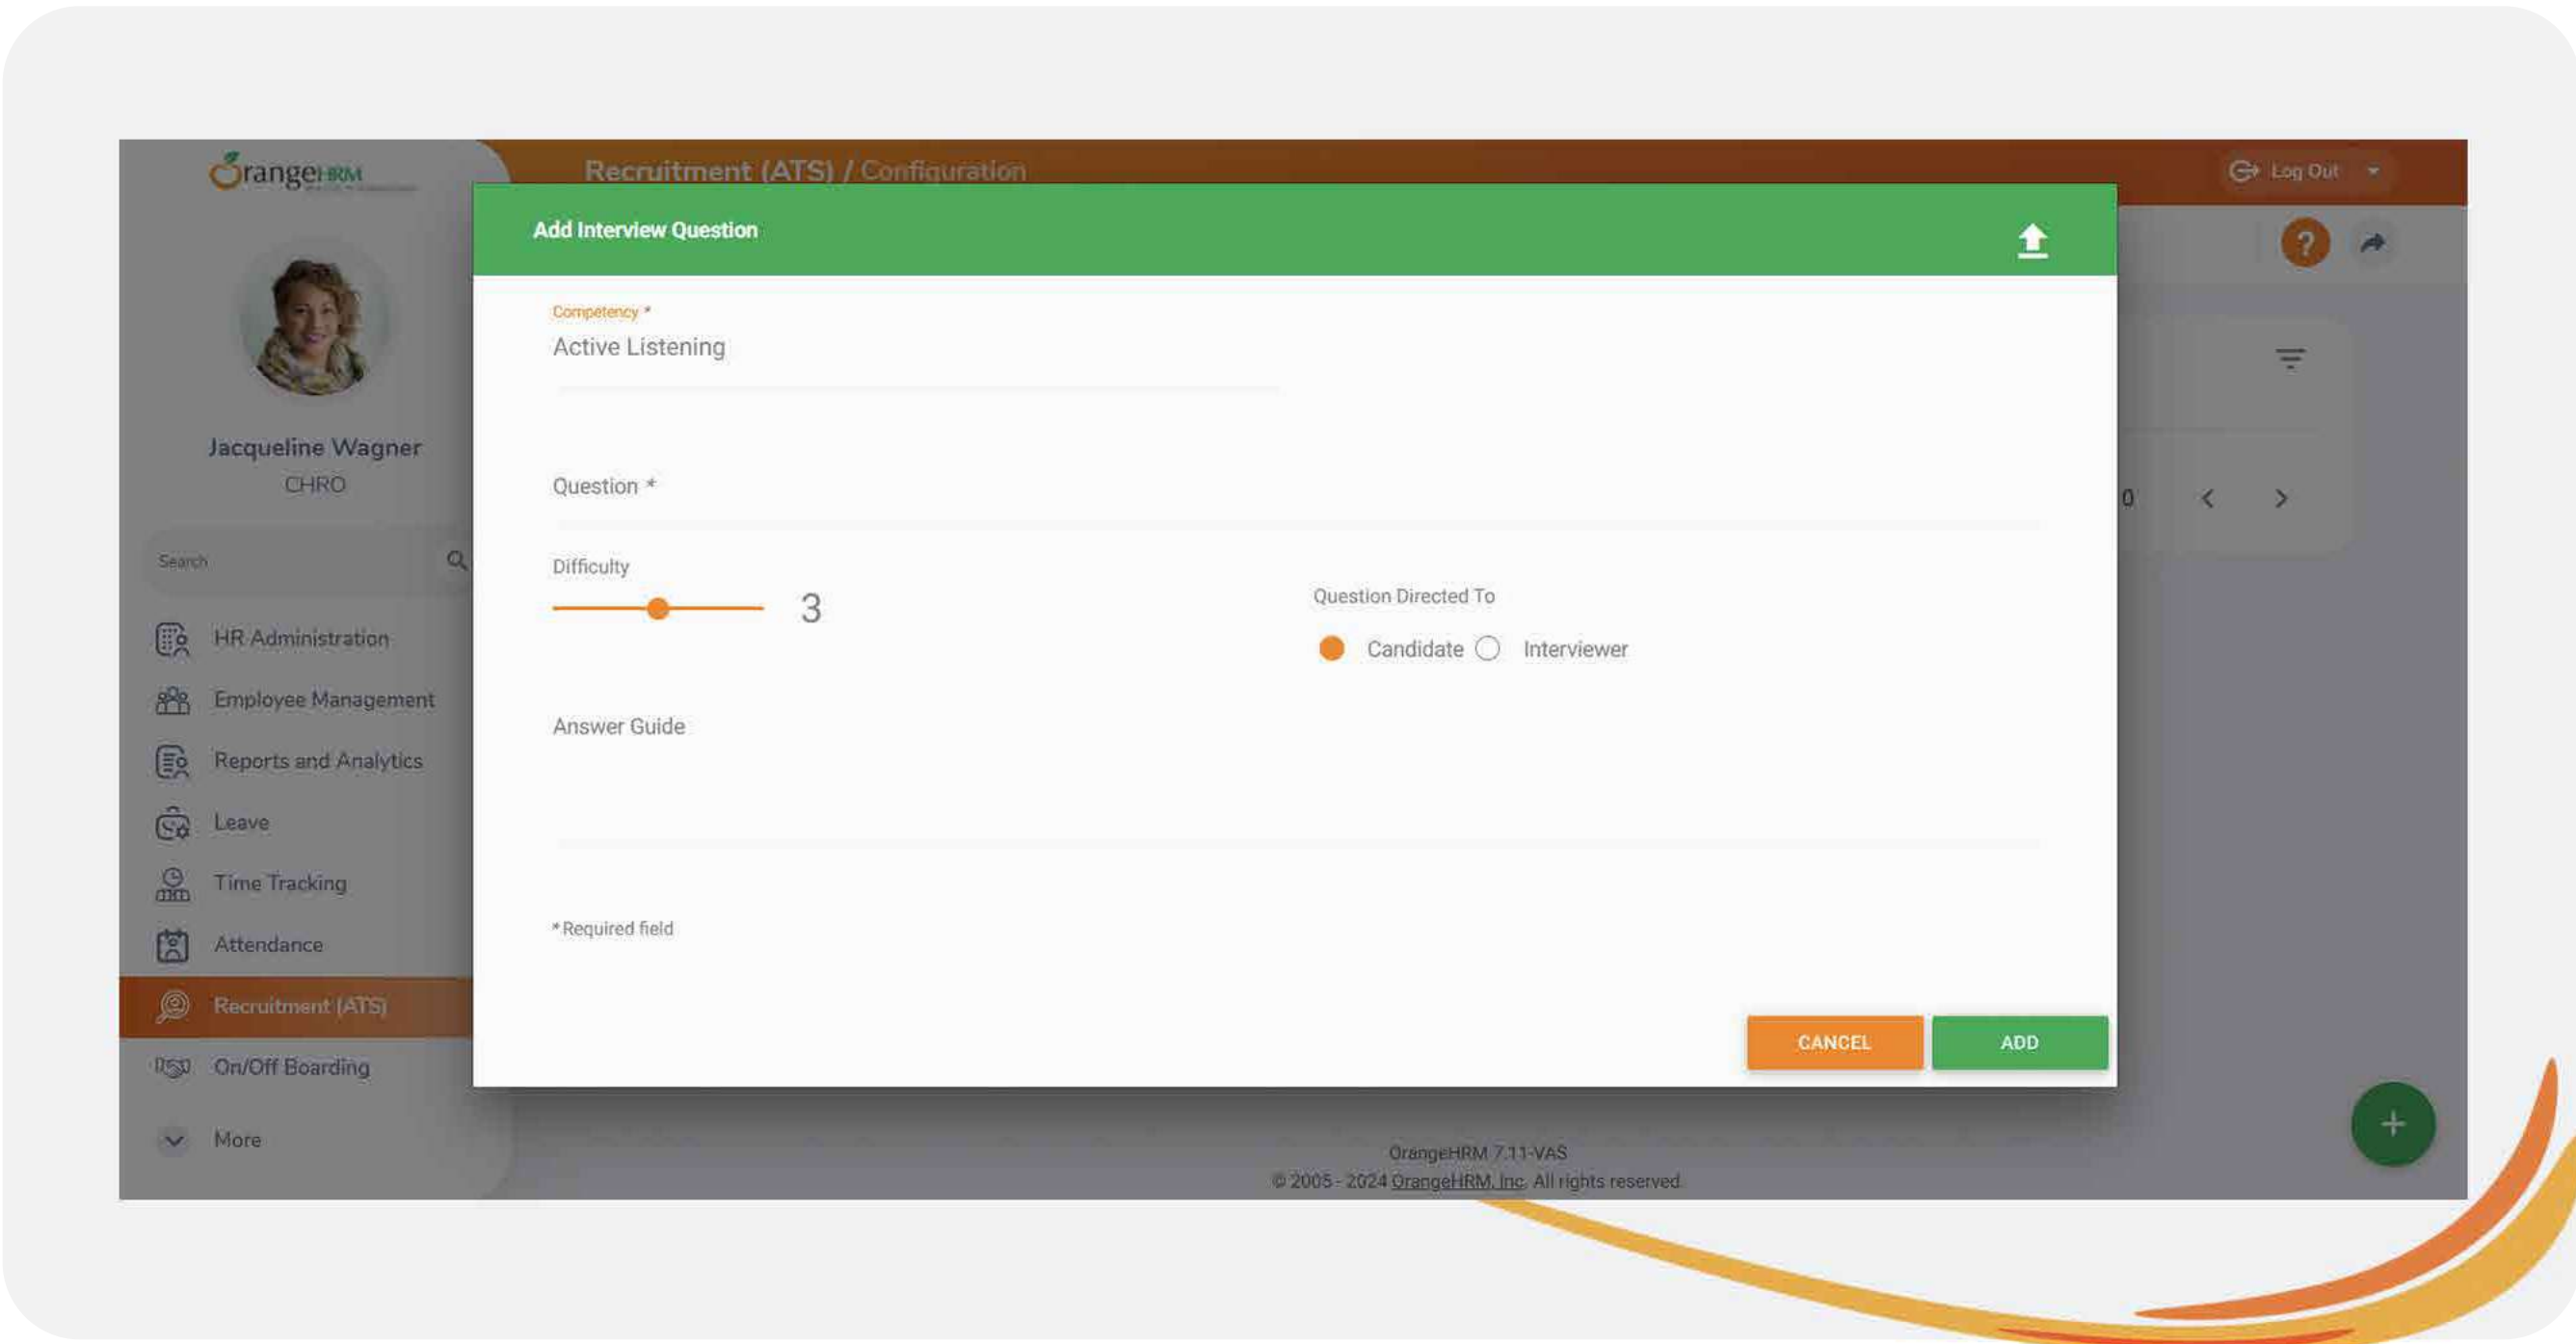 OrangeHRM
Recruitment (ATS) / Configuration
Log Out
Add Interview Question
?
Competency *
Active Listening
Jacqueline Wagner
CHRO
Question *
0
Search
Difficulty
3
Question Directed To
Candidate
Interviewer
Answer Guide
HR Administration
Employee Management
Reports and Analytics
Leave
Time Tracking
Attendance
Recruitment (ATS)
On/Off Boarding
More
* Required field
CANCEL
ADD
OrangeHRM 7.11-VAS
© 2005 - 2024 OrangeHRM, Inc. All rights reserved.